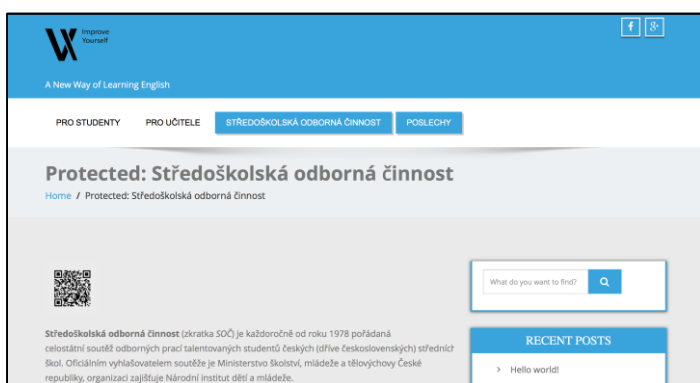 Improve
Yourself
A New Way of Learning English
PRO STUDENTY PRO UČITELE STŘEDOŠKOLSKÁ ODBORNÁ ČINNOST POSLECHY
Protected: Středoškolská odborná činnost
Home / Protected: Středoškolská odborná činnost
What do you want to find?
Středoškolská odborná činnost (zkratka SOČ) je každoročně od roku 1978 pořádaná
celostátní soutěž odborných prací talentovaných studentů českých (dříve československých) středních
škol. Oficiálním vyhlašovatelem soutěže je Ministerstvo školství, mládeže a tělovýchovy České
republiky, organizaci zajišťuje Národní institut dětí a mládeže.
RECENT POSTS
> Hello world!